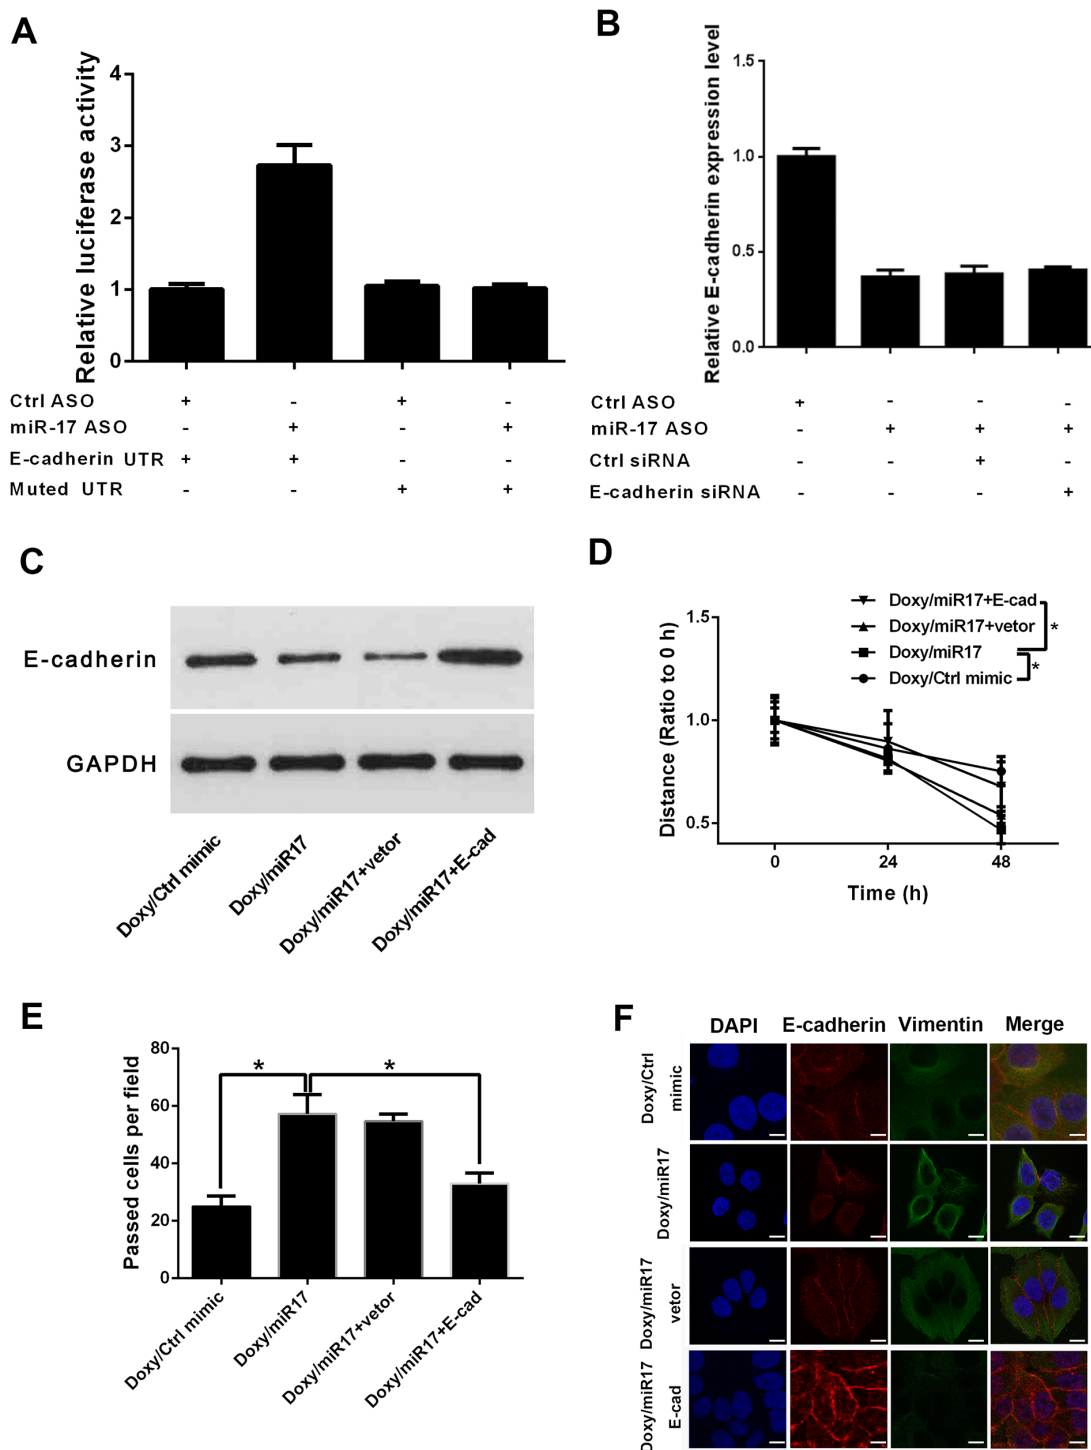 A
Relative luciferase activity
4
3
2
1
0
Ctrl ASO + - + -
miR-17 ASO - + - +
E-cadherin UTR + + - -
Muted UTR - - + +
B
Relative E-cadherin expression level
1.5
1.0
0.5
0.0
Ctrl ASO + - - -
miR-17 ASO - + + +
Ctrl siRNA - - + -
E-cadherin siRNA - - - +
C
E-cadherin
GAPDH
Doxy/Ctrl mimic
Doxy/miR17
Doxy/miR17+vetor
Doxy/miR17+E-cad
D
Doxy/miR17+E-cad
Doxy/miR17+vetor
Doxy/miR17
Doxy/Ctrl mimic
*
*
Distance (Ratio to 0 h)
1.5
1.0
0.5
0 24 48
Time (h)
E
Passed cells per field
80
60
40
20
0
* *
Doxy/Ctrl mimic
Doxy/miR17
Doxy/miR17+vetor
Doxy/miR17+E-cad
F
DAPI E-cadherin Vimentin Merge
Doxy/Ctrl
mimic
Doxy/miR17
Doxy/miR17
vetor
Doxy/miR17
E-cad